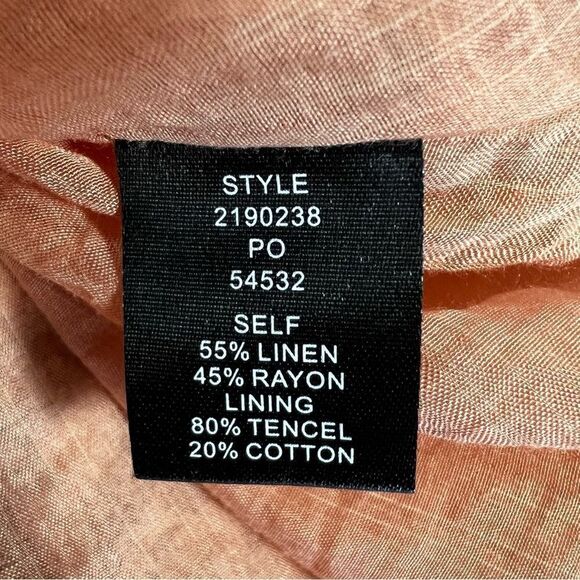 STYLE
2190238
PO
54532
SELF
55% LINEN
45% RAYON
LINING
80% TENCEL
20% COTTON